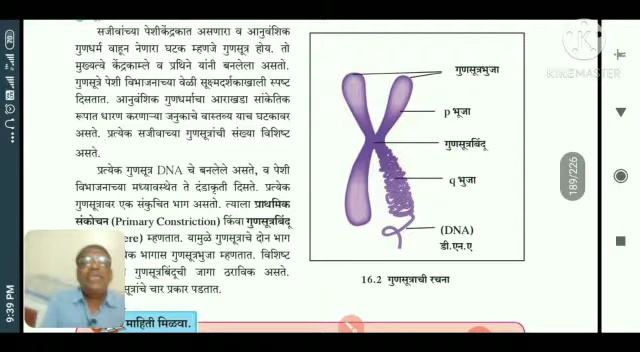 सजीवांच्या पेशीकेंद्रकात असणारा व आनुवंशिक
गुणधर्म वाहून नेणारा घटक म्हणजे गुणसूत्र होय. तो
मुख्यत्वे केंद्रकाम्ले व प्रथिने यांनी बनलेला असतो.
गुणसूत्रे पेशी विभाजनाच्या वेळी सूक्ष्मदर्शकाखाली स्पष्ट
दिसतात. आनुवंशिक गुणधर्माचा आराखडा सांकेतिक
रूपात धारण करणाऱ्या जनुकाचे वास्तव्य याच घटकावर
असते. प्रत्येक सजीवाच्या गुणसूत्रांची संख्या विशिष्ट
असते.
प्रत्येक गुणसूत्र DNA चे बनलेले असते, व पेशी
विभाजनाच्या मध्यावस्थेत ते दंडाकृती दिसते. प्रत्येक
गुणसूत्रावर एक संकुचित भाग असतो. त्याला प्राथमिक
संकोचन (Primary Constriction) किंवा गुणसूत्रबिंदू
ere) म्हणतात. यामुळे गुणसूत्राचे दोन भाग
क भागास गुणसूत्रभुजा म्हणतात. विशिष्ट
गुणसूत्रबिंदूची जागा ठराविक असते.
सूत्रांचे चार प्रकार पडतात.
माहिती मिळवा.
गुणसूत्रभुजा
p भूजा
गुणसूत्रबिंदू
q भुजा
(DNA)
डी.एन.ए
16.2 गुणसूत्राची रचना
189/226
9:39 PM
70
Made with
KINEMASTER